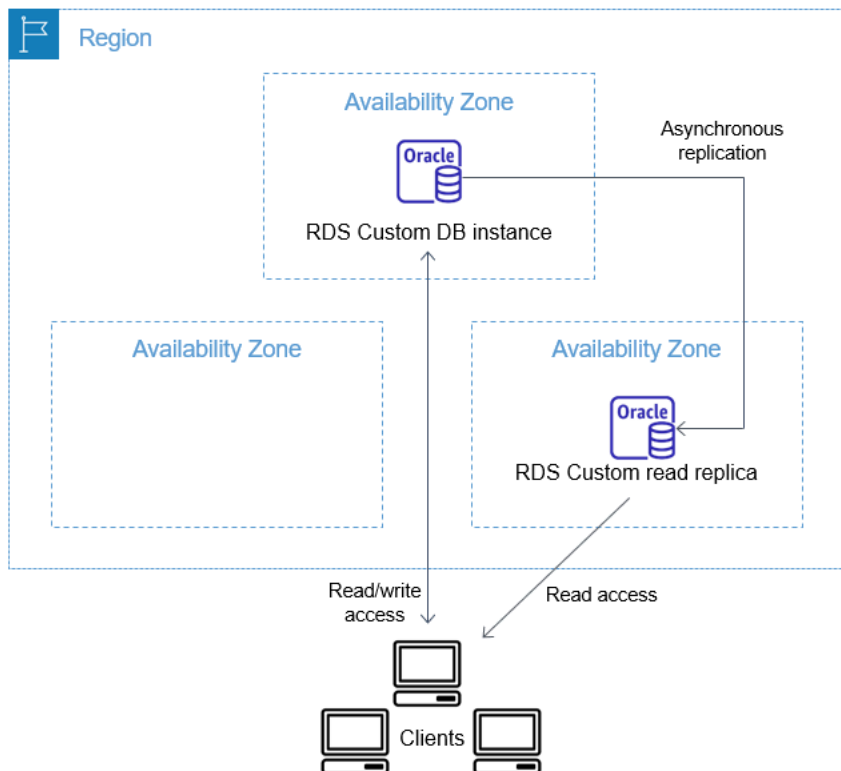 Region
Availability Zone
Asynchronous
replication
Oracle
RDS Custom DB instance
Availability Zone
Availability Zone
Oracle
RDS Custom read replica
Read/write
access
Read access
Clients